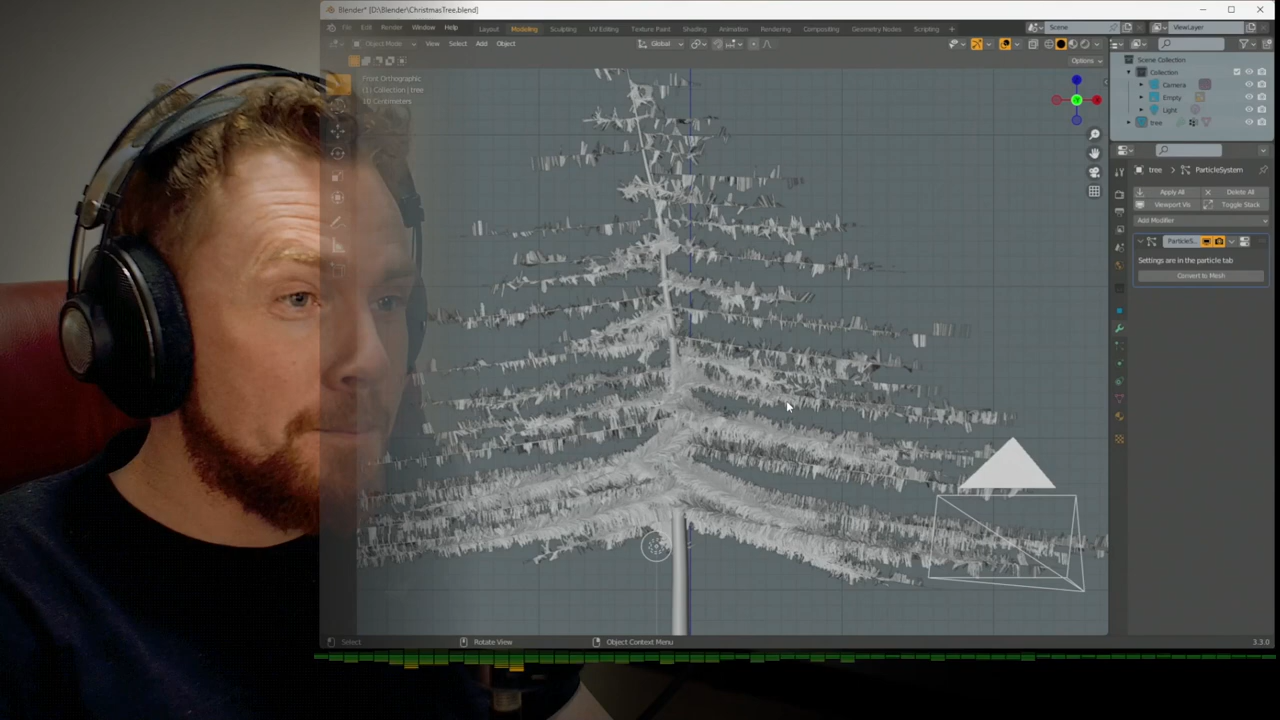 Blender* [D:\Blender\ChristmasTree.blend]
File Edit Render Window Help Layout Modeling Sculpting UV Editing Texture Paint Shading Animation Rendering Compositing Geometry Nodes Scripting Scene ViewLayer
Object Mode View Select Add Object Global
Options
Front Orthographic
(1) Collection | tree
10 Centimeters
Scene Collection
Collection
Camera
Empty
Light
tree
tree > ParticleSystem
Apply All Delete All
Viewport Vis Toggle Stack
Add Modifier
ParticleS...
Settings are in the particle tab
Convert to Mesh
Select Rotate View Object Context Menu 3.3.0